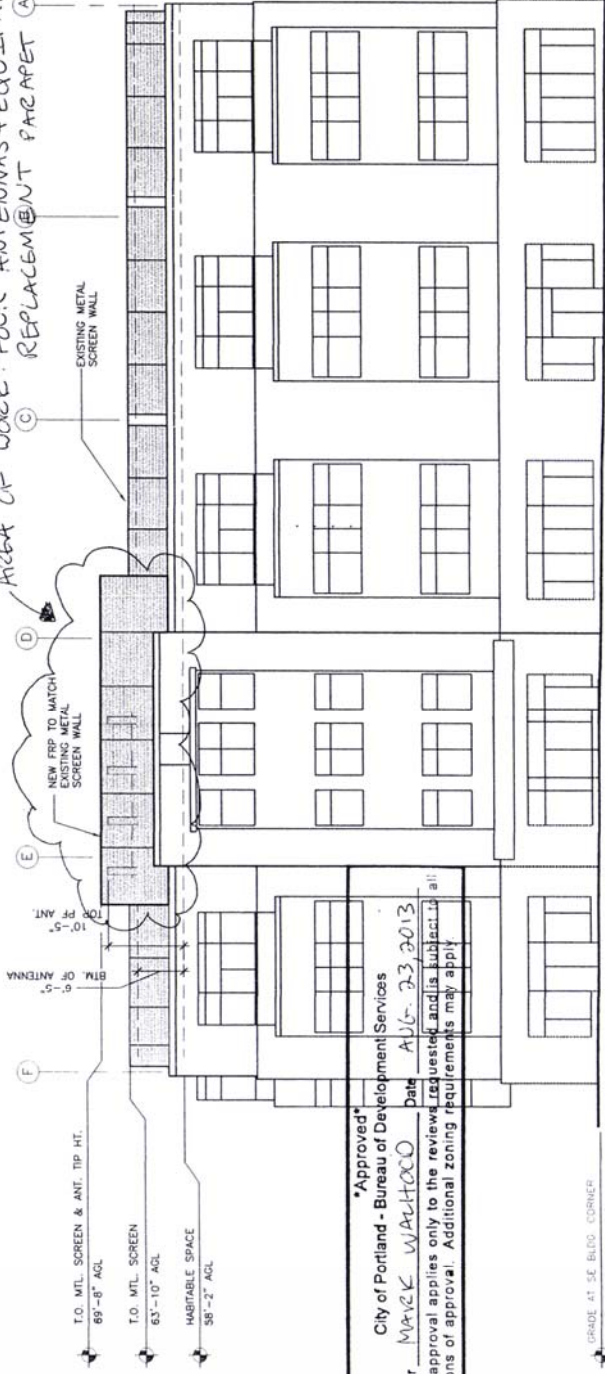 AREA OF WORK: FOUR ANTENNAS + EQUIPM
REPLACEMENT PARAPET
F
E
D
C
A
NEW FRP TO MATCH
EXISTING METAL
SCREEN WALL
EXISTING METAL
SCREEN WALL
10'-5"
TOP OF ANT.
6'-5"
BTM. OF ANTENNA
T.O. MTL. SCREEN & ANT. TIP HT.
69'-8" AGL
T.O. MTL. SCREEN
63'-10" AGL
HABITABLE SPACE
58'-2" AGL
*Approved*
City of Portland - Bureau of Development Services
r MARK WALHOOD Date AUG. 23, 2013
approval applies only to the reviews requested and is subject to all
ns of approval. Additional zoning requirements may apply.
GRADE AT SE BLDG CORNER